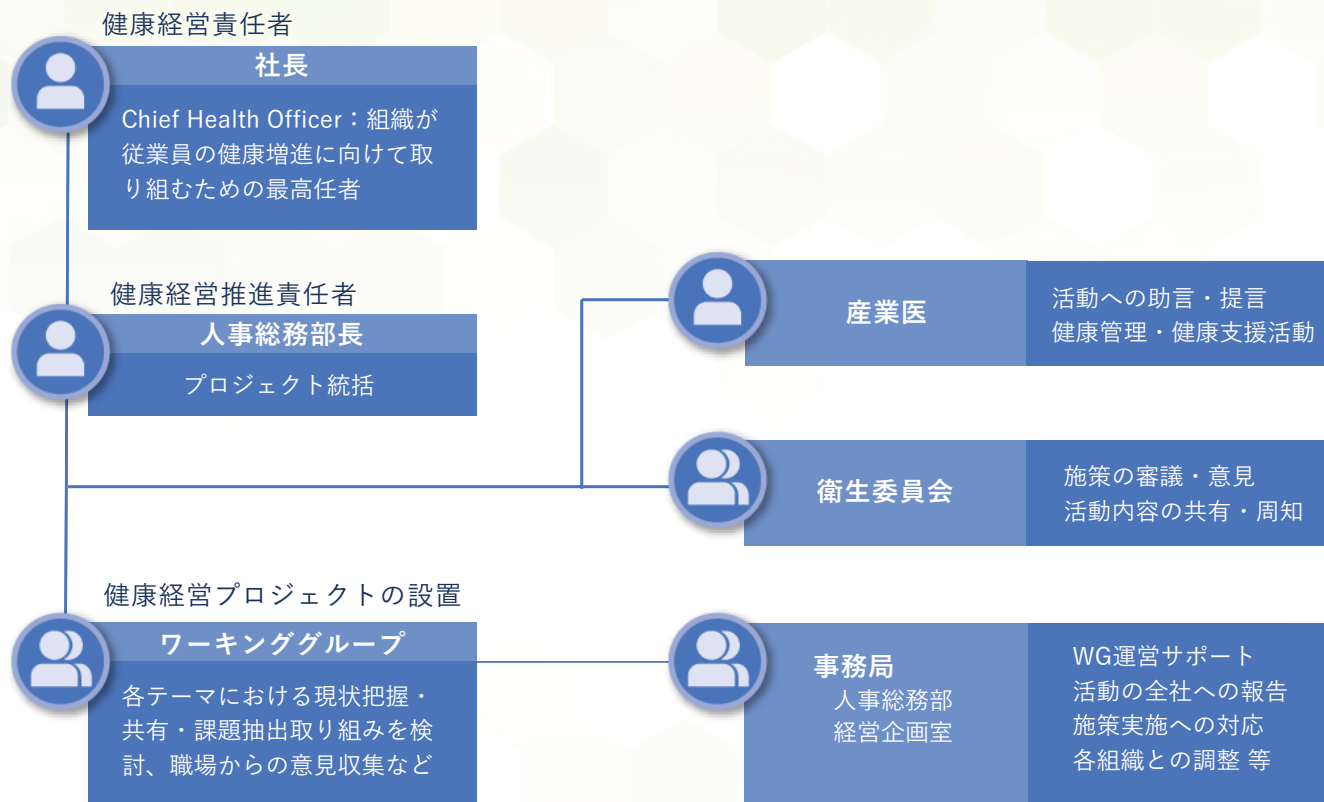 健康経営責任者
社長
Chief Health Officer：組織が
従業員の健康増進に向けて取
り組むための最高任者
健康経営推進責任者
人事総務部長
プロジェクト統括
産業医
活動への助言・提言
健康管理・健康支援活動
衛生委員会
施策の審議・意見
活動内容の共有・周知
健康経営プロジェクトの設置
ワーキンググループ
各テーマにおける現状把握・
共有・課題抽出取り組みを検
討、職場からの意見収集など
事務局
人事総務部
経営企画室
WG運営サポート
活動の全社への報告
施策実施への対応
各組織との調整 等